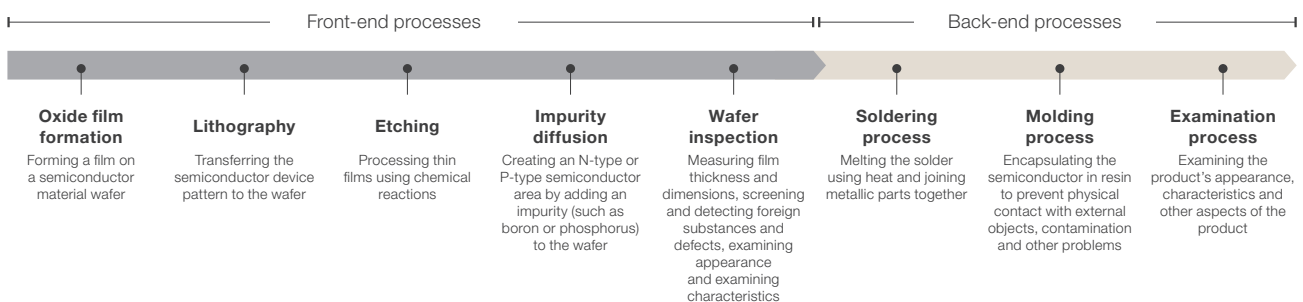 Front-end processes
Back-end processes
Oxide film
formation
Forming a film on
a semiconductor
material wafer
Lithography
Transferring the
semiconductor device
pattern to the wafer
Etching
Processing thin
films using chemical
reactions
Impurity
diffusion
Creating an N-type or
P-type semiconductor
area by adding an
impurity (such as
boron or phosphorus)
to the wafer
Wafer
inspection
Measuring film
thickness and
dimensions, screening
and detecting foreign
substances and
defects, examining
appearance
and examining
characteristics
Soldering
process
Melting the solder
using heat and joining
metallic parts together
Molding
process
Encapsulating the
semiconductor in resin
to prevent physical
contact with external
objects, contamination
and other problems
Examination
process
Examining the
product's appearance,
characteristics and
other aspects of the
product